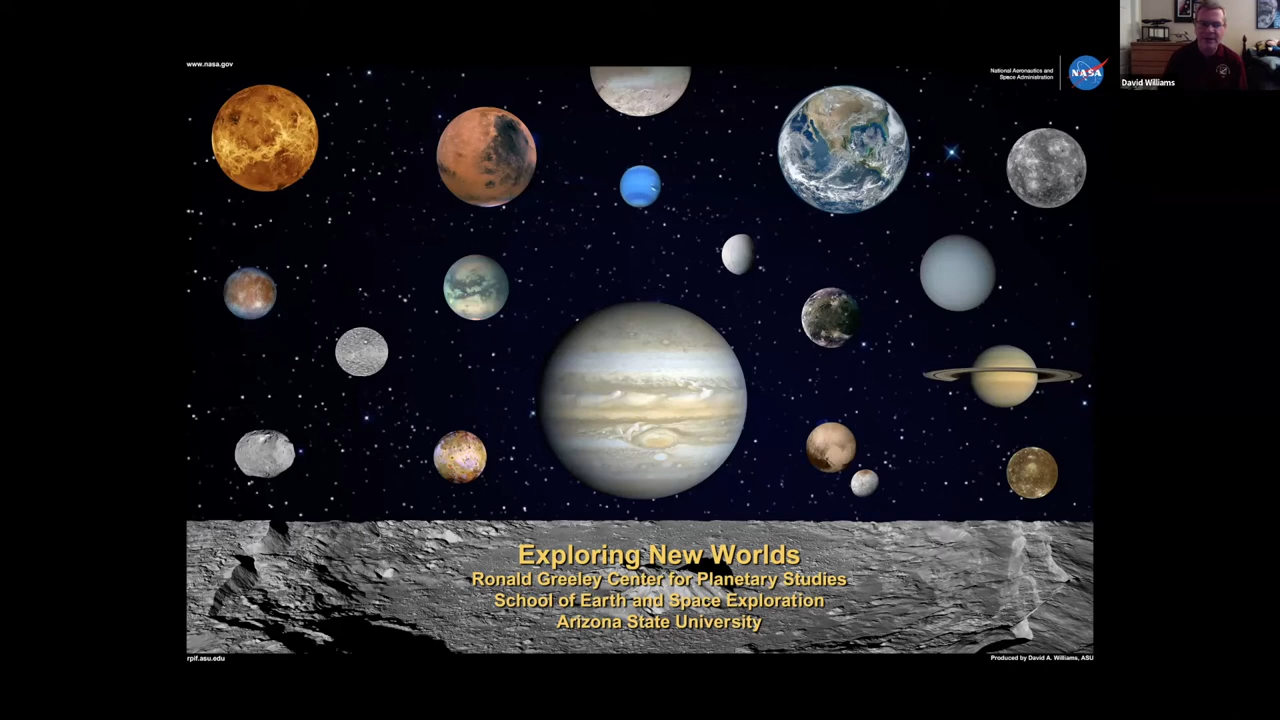 www.nasa.gov
National Aeronautics and
Space Administration
NASA
David Williams
Exploring New Worlds
Ronald Greeley Center for Planetary Studies
School of Earth and Space Exploration
Arizona State University
rpif.asu.edu
Produced by David A. Williams, ASU